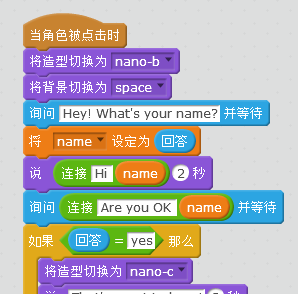 当角色被点击时
将造型切换为 nano-b
将背景切换为 space
询问 Hey! What's your name? 并等待
将 name 设定为 回答
说 连接 Hi name 2 秒
询问 连接 Are you OK name 并等待
如果 回答 = yes 那么
将造型切换为 nano-c